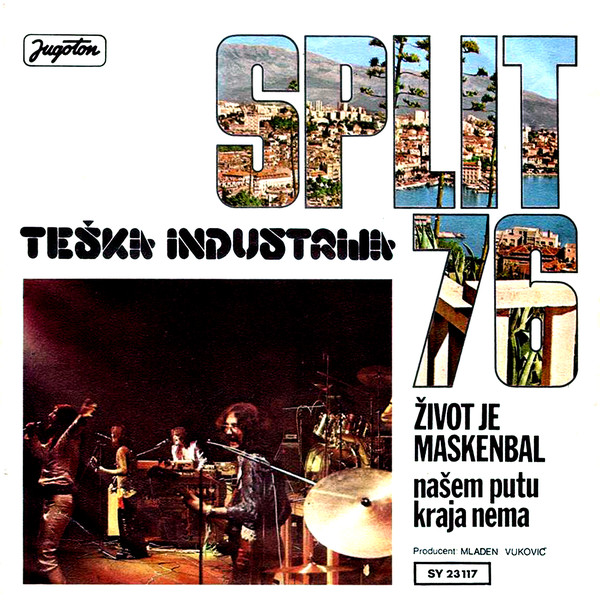 Jugoton
SPLIT
76
TEŠKA INDUSTRIJA
ŽIVOT JE
MASKENBAL
našem putu
kraja nema
Producent: MLADEN VUKOVIĆ
SY 23117